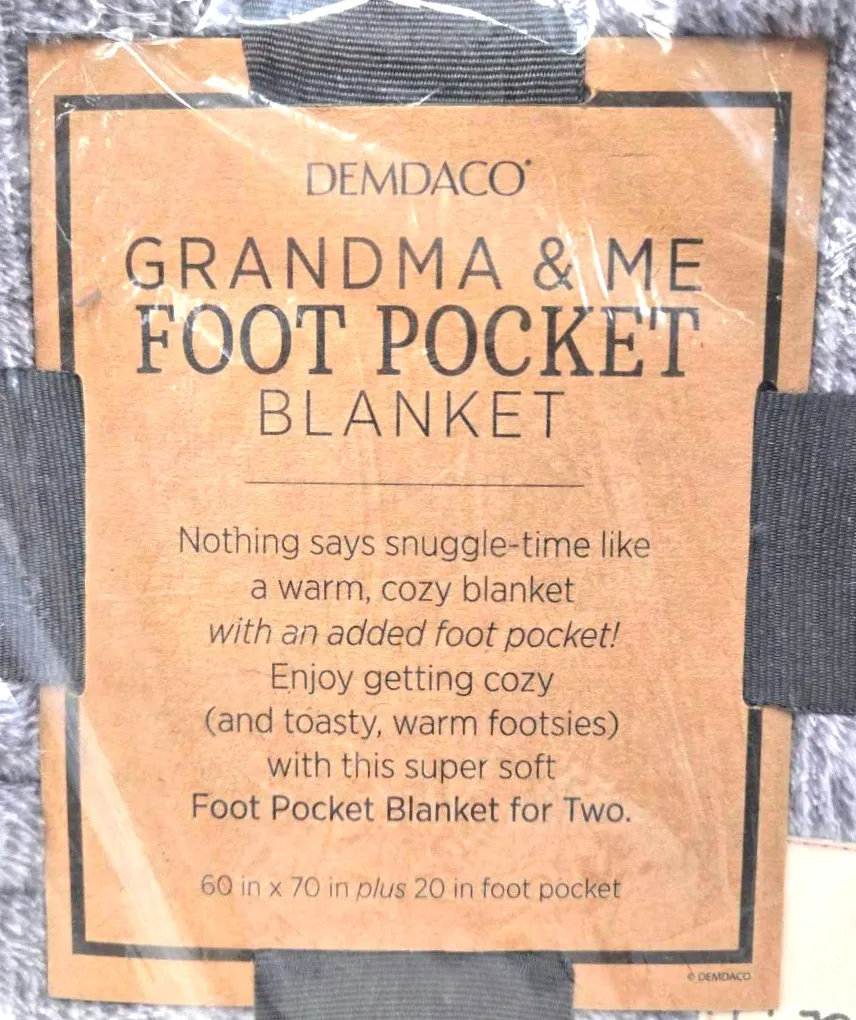 DEMDACO®
GRANDMA & ME
FOOT POCKET
BLANKET
Nothing says snuggle-time like
a warm, cozy blanket
with an added foot pocket!
Enjoy getting cozy
(and toasty, warm footsies)
with this super soft
Foot Pocket Blanket for Two.
60 in x 70 in plus 20 in foot pocket
© DEMDACO